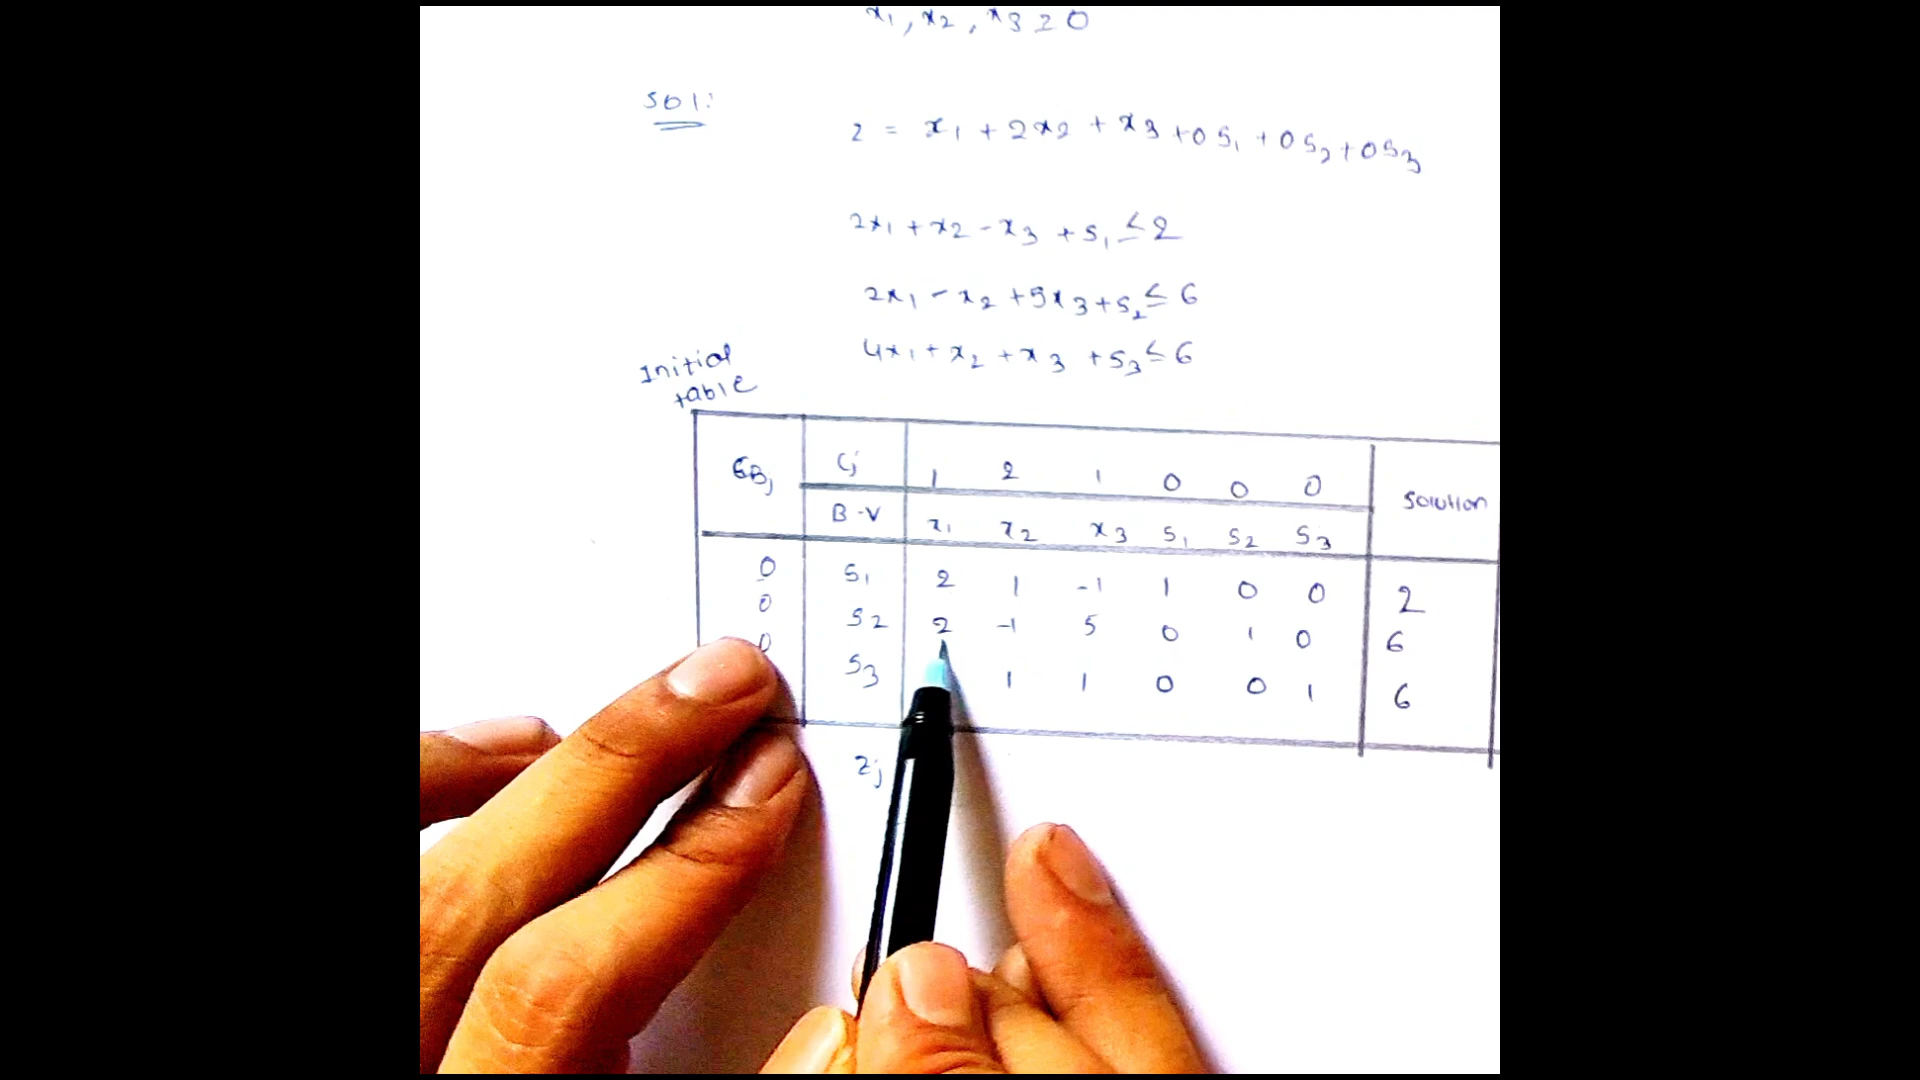 x1, x2, x3 ≥ 0
Sol:
Z = x1 + 2x2 + x3 + 0S1 + 0S2 + 0S3
2x1 + x2 - x3 + S1 ≤ 2
2x1 - x2 + 5x3 + S2 ≤ 6
4x1 + x2 + x3 + S3 ≤ 6
Initial
table
CBj Cj 1 2 1 0 0 0 Solution
B-V x1 x2 x3 S1 S2 S3
0 S1 2 1 -1 1 0 0 2
0 S2 2 -1 5 0 1 0 6
0 S3 1 1 0 0 1 6
Zj